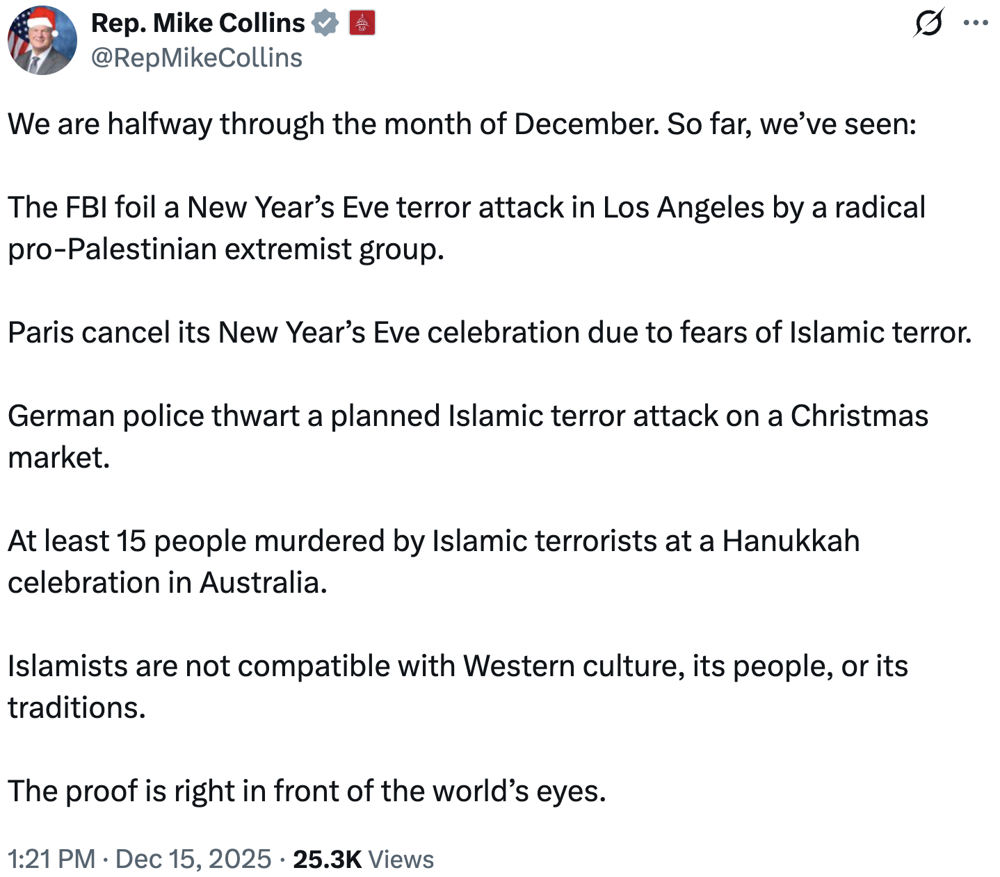 Rep. Mike Collins
@RepMikeCollins
We are halfway through the month of December. So far, we’ve seen:
The FBI foil a New Year’s Eve terror attack in Los Angeles by a radical
pro-Palestinian extremist group.
Paris cancel its New Year’s Eve celebration due to fears of Islamic terror.
German police thwart a planned Islamic terror attack on a Christmas
market.
At least 15 people murdered by Islamic terrorists at a Hanukkah
celebration in Australia.
Islamists are not compatible with Western culture, its people, or its
traditions.
The proof is right in front of the world’s eyes.
1:21 PM · Dec 15, 2025 · 25.3K Views